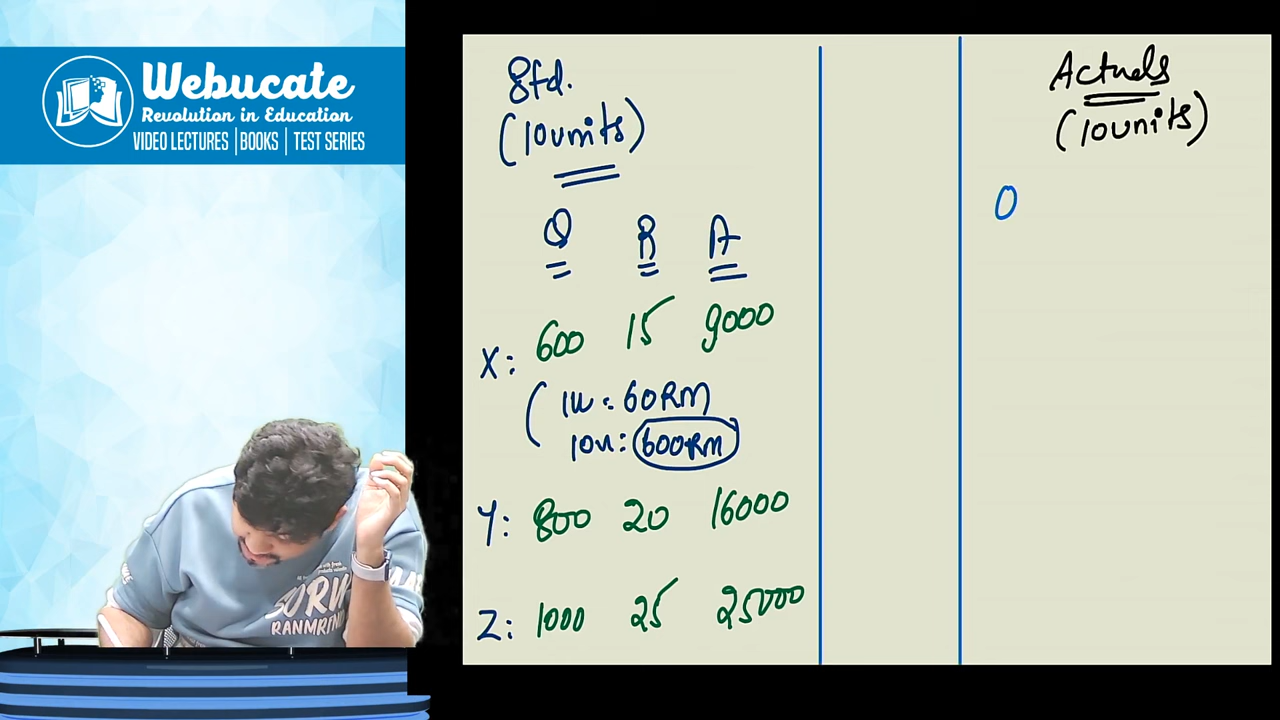 Webucate
Revolution in Education
VIDEO LECTURES | BOOKS | TEST SERIES
Std.
(10units)
Q R A
X: 600 15 9000
1u = 60RM
10u: 600RM
Y: 800 20 16000
Z: 1000 25 25000
Actuals
(10units)
0
RANMRFN